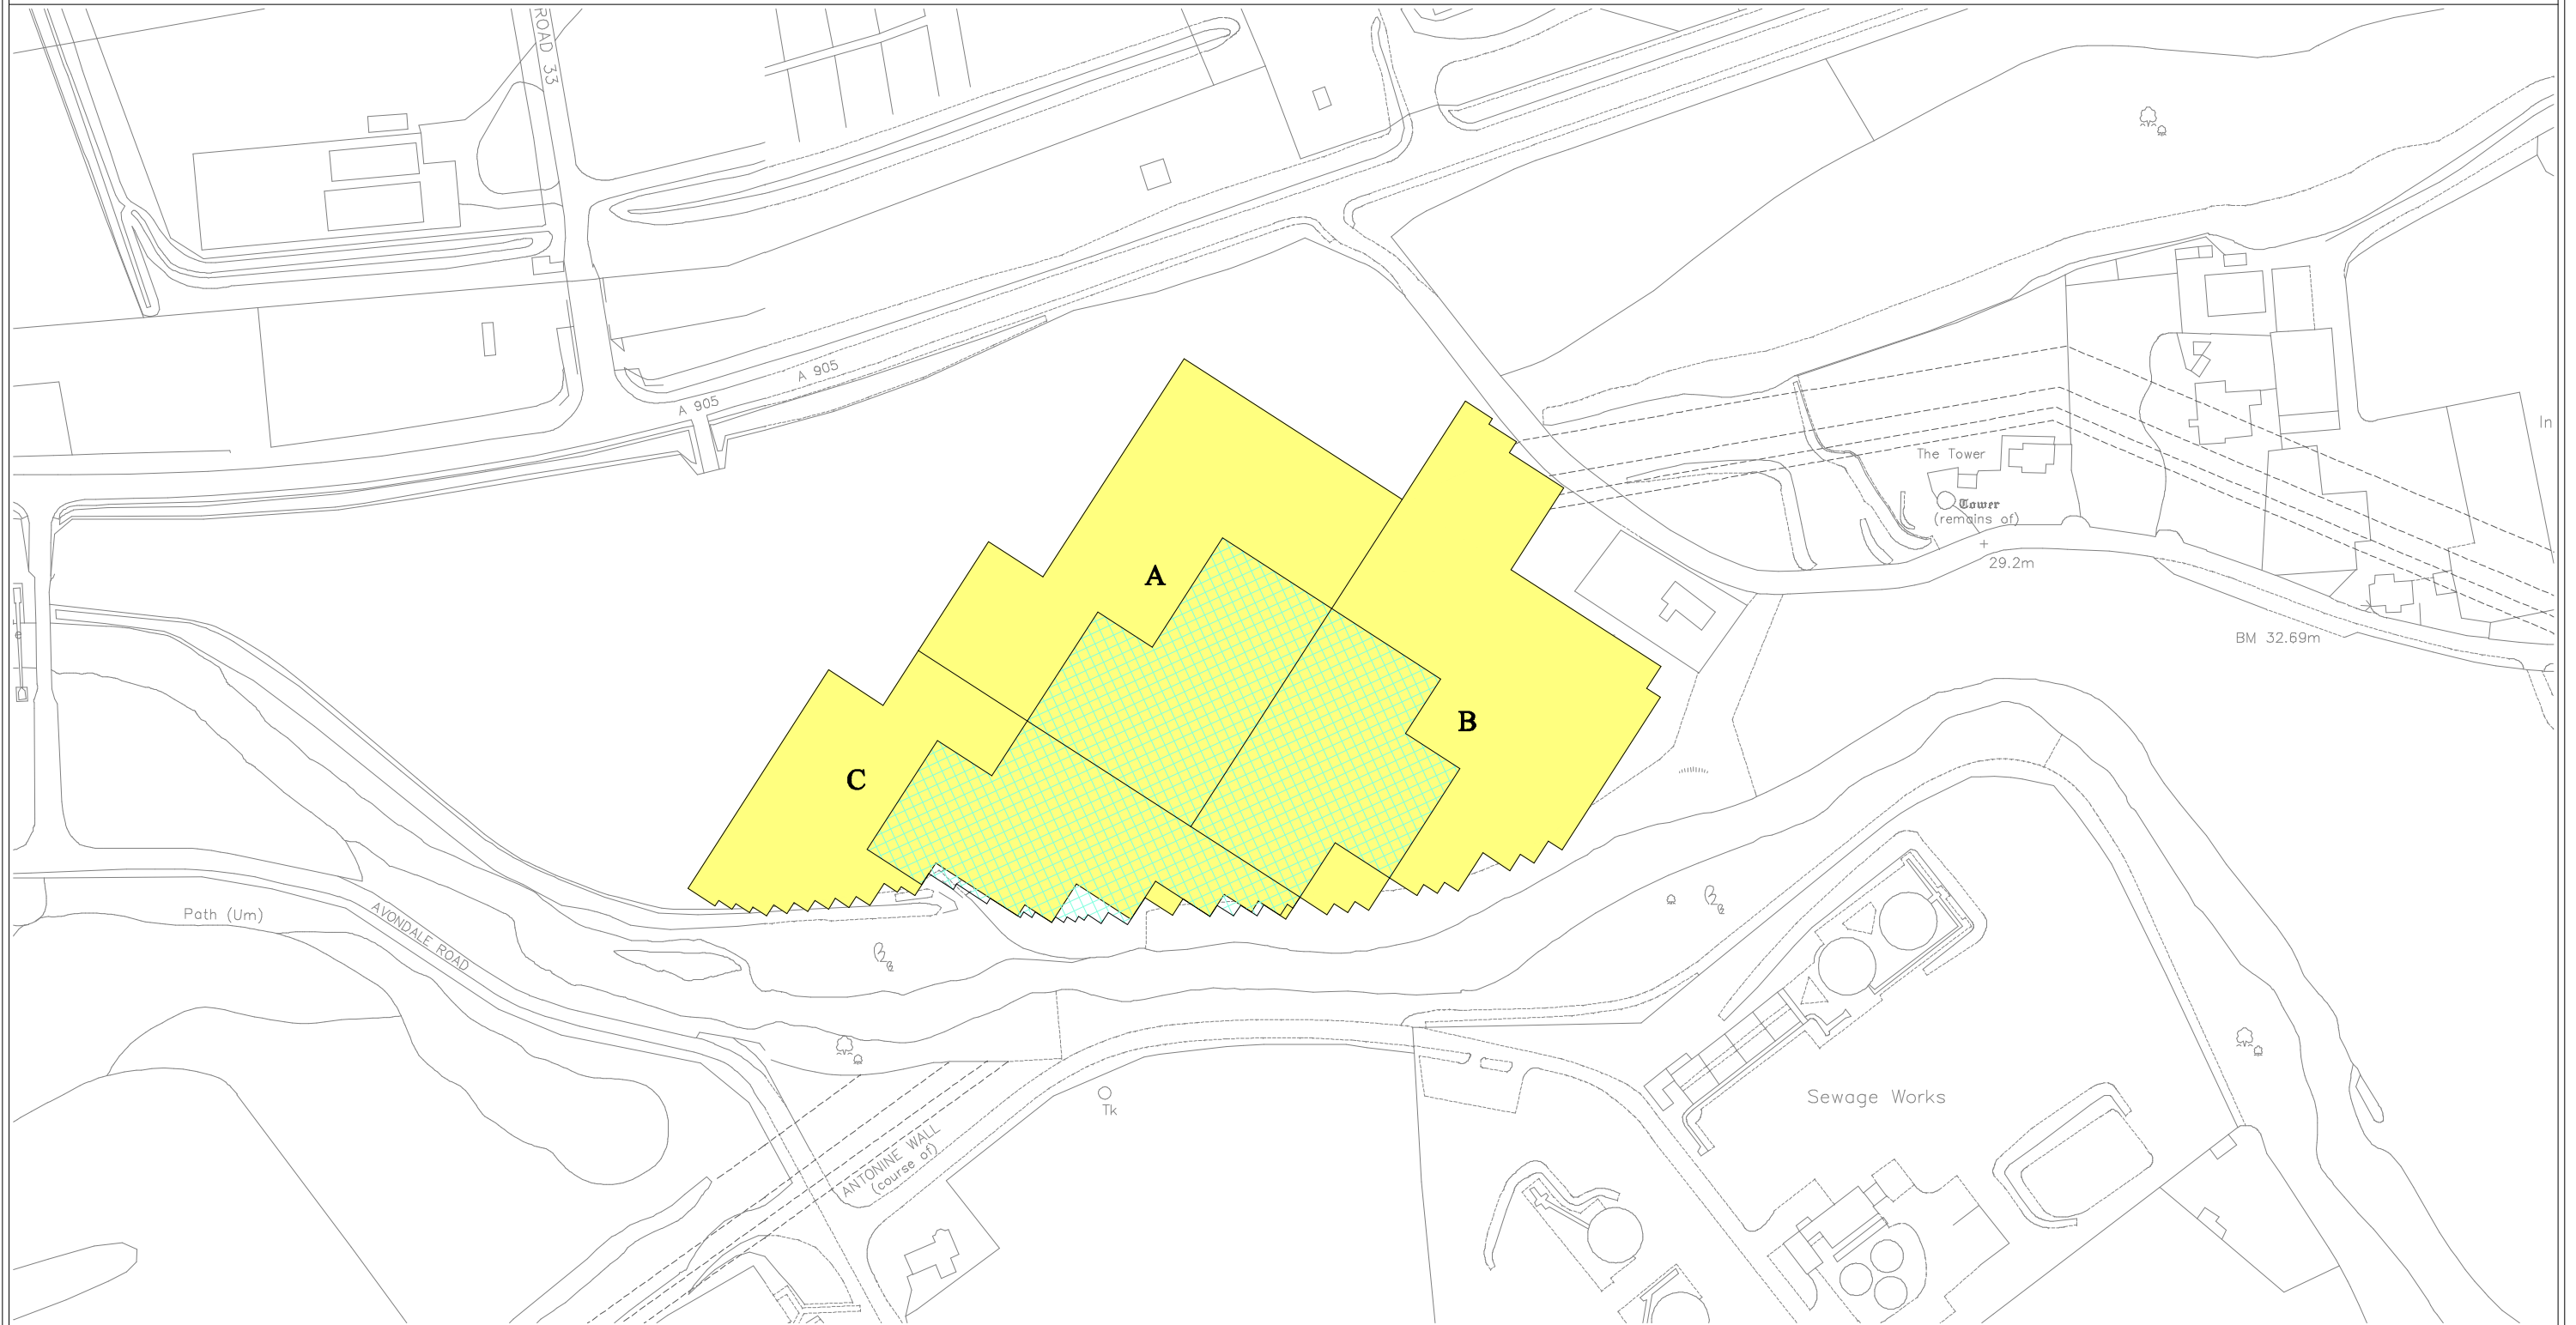 ROAD 33
A 905
A 905
In
The Tower
Tower
(remains of)
29.2m
A
e
BM 32.69m
B
C
Path (Um)
AVONDALE ROAD
Tk
Sewage Works
ANTONINE WALL
(course of)